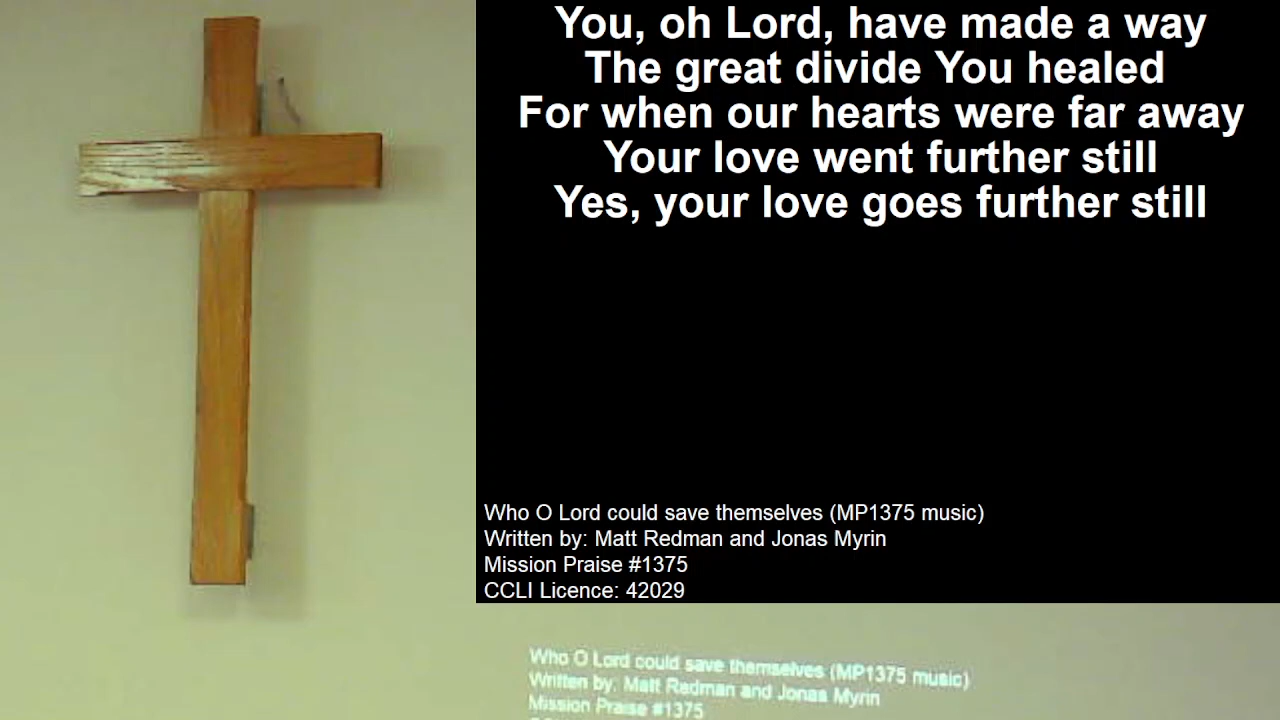 You, oh Lord, have made a way
The great divide You healed
For when our hearts were far away
Your love went further still
Yes, your love goes further still
Who O Lord could save themselves (MP1375 music)
Written by: Matt Redman and Jonas Myrin
Mission Praise #1375
CCLI Licence: 42029
Who O Lord could save themselves (MP1375 music)
Written by: Matt Redman and Jonas Myrin
Mission Praise #1375